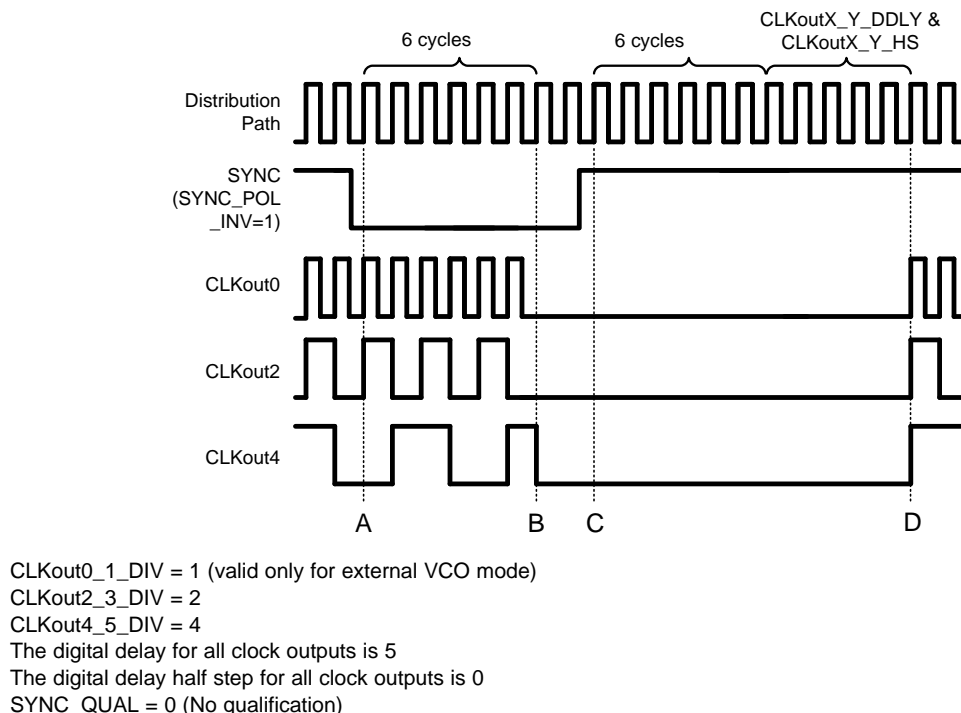 CLKoutX_Y_DDLY &
CLKoutX_Y_HS
6 cycles
6 cycles
Distribution
Path
SYNC
(SYNC_POL
_INV=1)
CLKout0
CLKout2
CLKout4
A
B
C
D
CLKout0_1_DIV = 1 (valid only for external VCO mode)
CLKout2_3_DIV = 2
CLKout4_5_DIV = 4
The digital delay for all clock outputs is 5
The digital delay half step for all clock outputs is 0
SYNC_QUAL = 0 (No qualification)